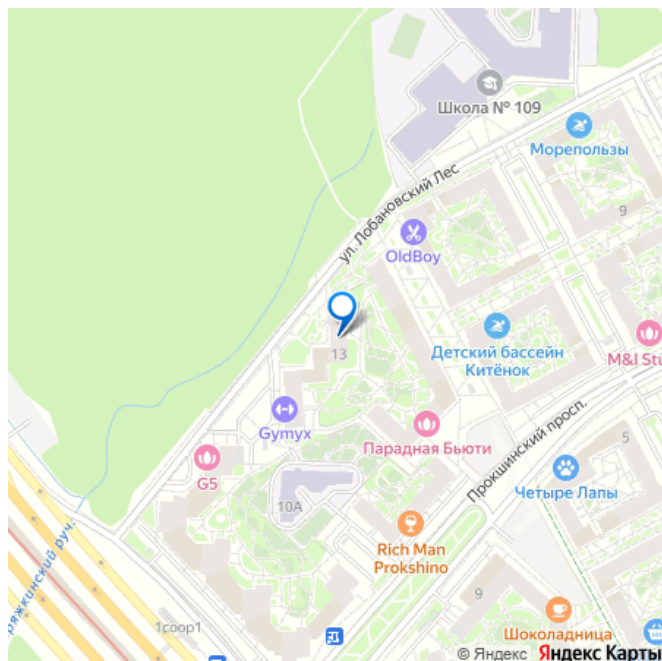 Школа № 109
Морепользы
ул. Лобановский Лес
9
OldBoy
Детский бассейн
Китёнок
13
M&I Stu
Gymyx
Парадная Бьюти
Прокшинский просп.
5
G5
Четыре Лапы
10А
Rich Man
Prokshino
ряжкинский руч.
9
1соор1
Шоколадница
© Яндекс Яндекс Карты